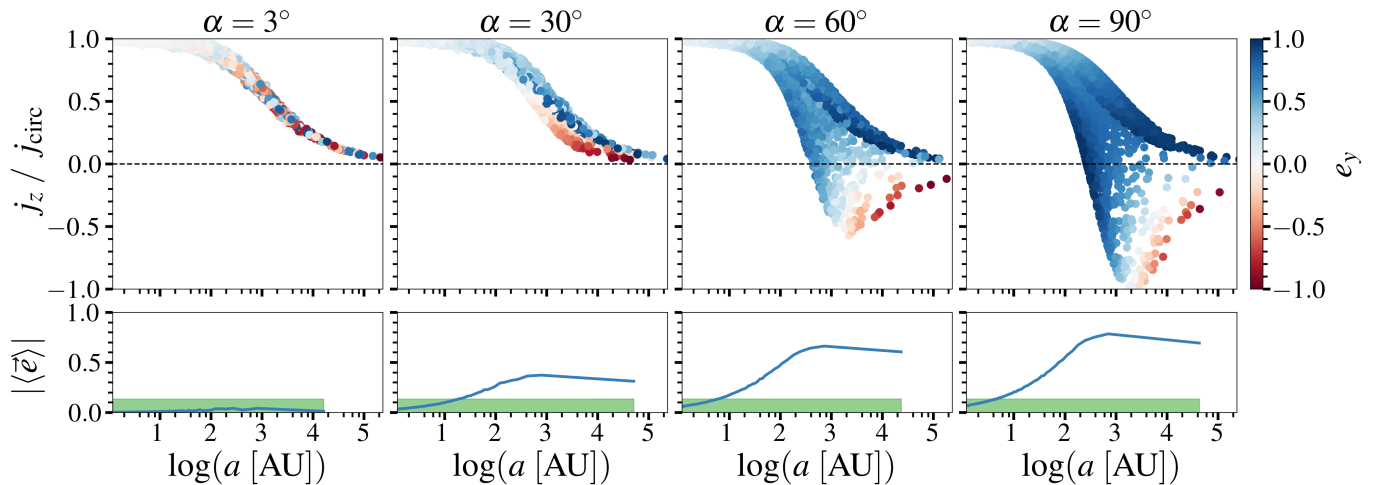 α = 3° α = 30° α = 60° α = 90°
1.0 0.5 0.0 −0.5 −1.0
j_z / j_circ
1.0 0.5 0.0 −0.5 −1.0
e_y
1.0 0.5 0.0
|⟨e⃗⟩|
1 2 3 4 5 1 2 3 4 5 1 2 3 4 5 1 2 3 4 5
log(a [AU]) log(a [AU]) log(a [AU]) log(a [AU])